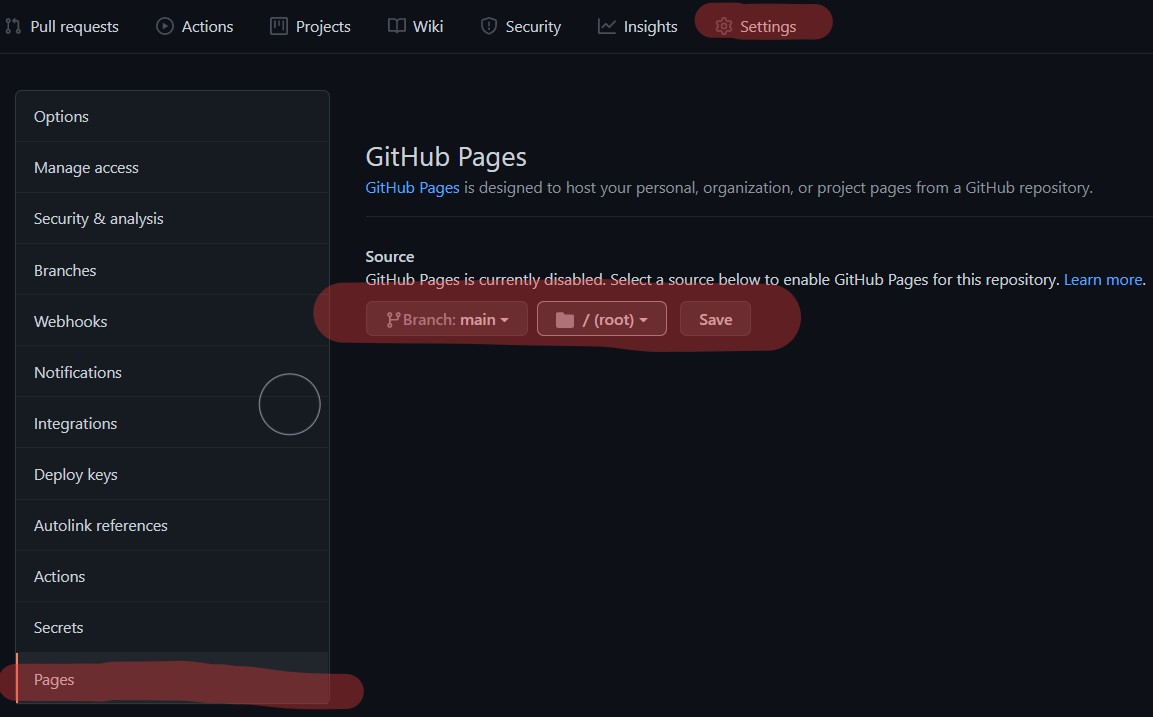 Pull requests
Actions
Projects
Wiki
Security
Insights
Settings
Options
Manage access
Security & analysis
Branches
Webhooks
Notifications
Integrations
Deploy keys
Autolink references
Actions
Secrets
Pages
GitHub Pages
GitHub Pages is designed to host your personal, organization, or project pages from a GitHub repository.
Source
GitHub Pages is currently disabled. Select a source below to enable GitHub Pages for this repository. Learn more.
Branch: main
/ (root)
Save